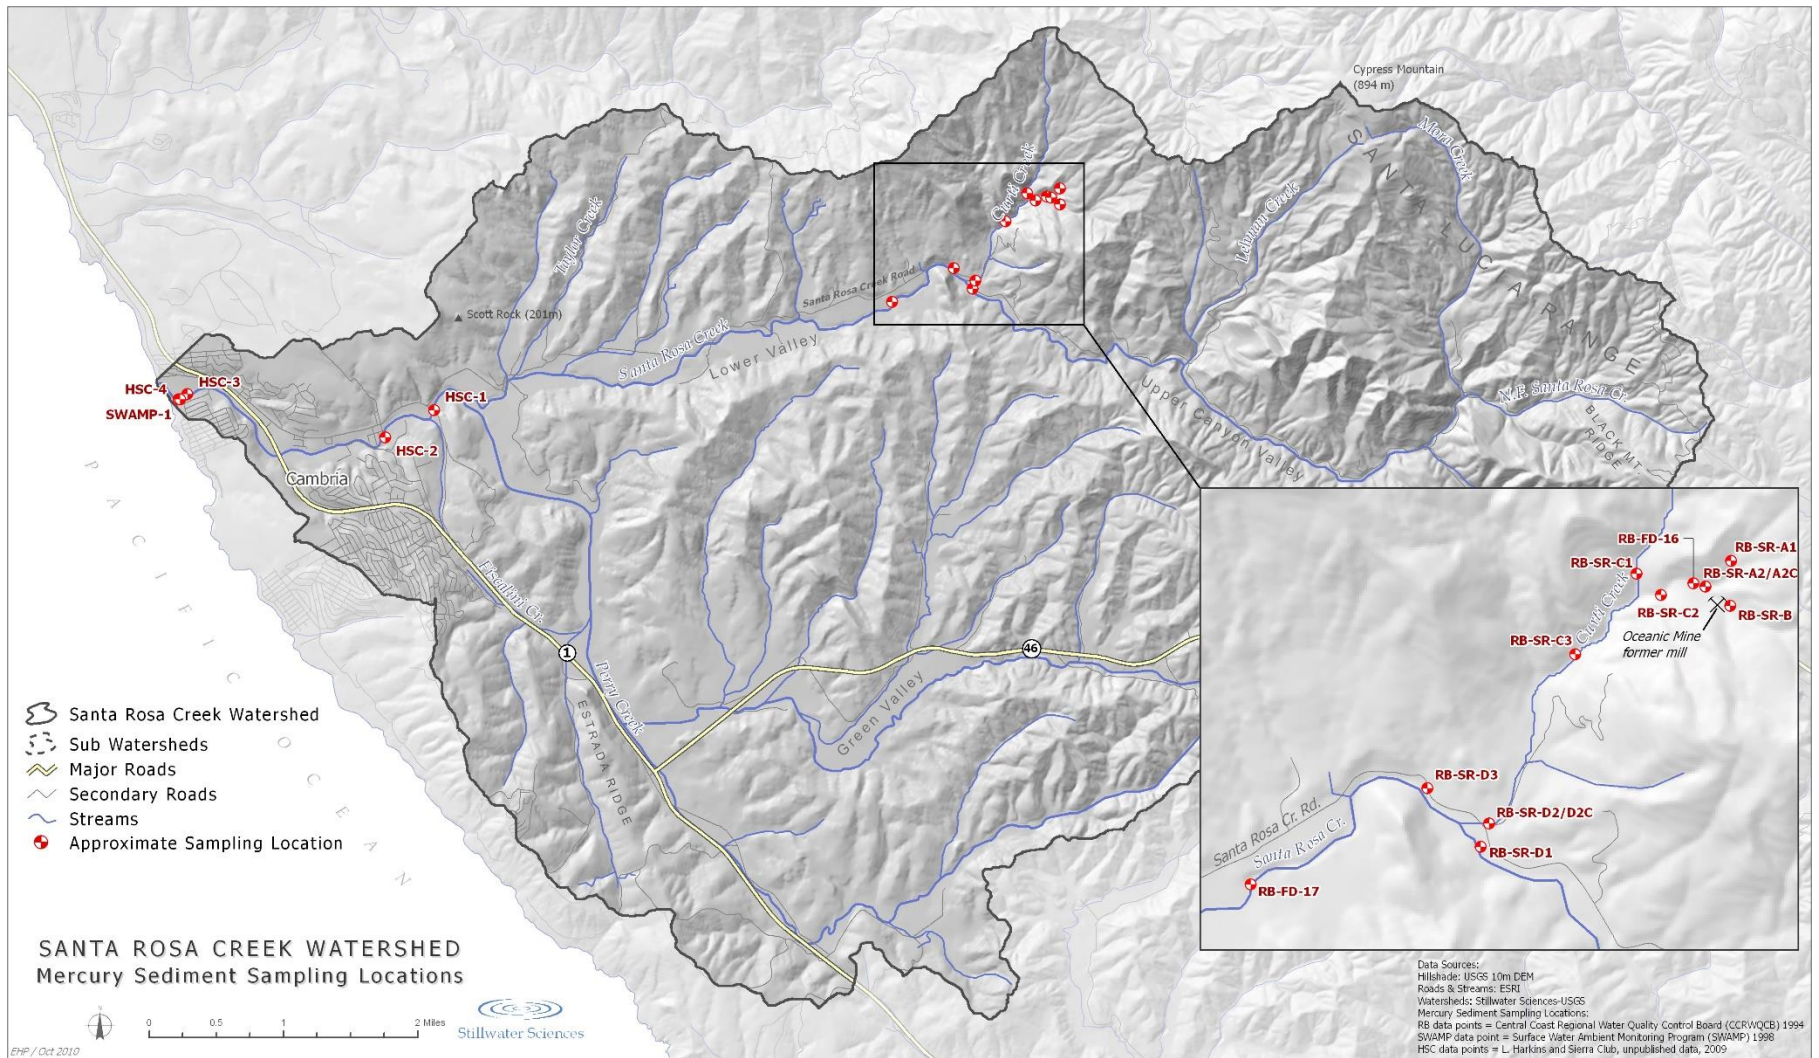 Cypress Mountain
(894 m)
Mora Creek
SANTA LUCIA RANGE
Curti Creek
Lehman Creek
Taylor Creek
Santa Rosa Creek Road
Scott Rock (201m)
Santa Rosa Creek
Lower Valley
Upper Canyon Valley
N.F. Santa Rosa Cr.
BLACK MT.
RIDGE
HSC-4
HSC-3
SWAMP-1
HSC-1
HSC-2
Cambria
PACIFIC OCEAN
Fiscalini Cr.
1
46
Perry Creek
Green Valley
ESTRADA RIDGE
RB-FD-16
RB-SR-A1
RB-SR-C1
RB-SR-A2/A2C
RB-SR-C2
RB-SR-B
Curti Creek
Oceanic Mine
former mill
RB-SR-C3
RB-SR-D3
RB-SR-D2/D2C
Santa Rosa Cr. Rd.
Santa Rosa Cr.
RB-SR-D1
RB-FD-17
Santa Rosa Creek Watershed
Sub Watersheds
Major Roads
Secondary Roads
Streams
Approximate Sampling Location
SANTA ROSA CREEK WATERSHED
Mercury Sediment Sampling Locations
0 0.5 1 2 Miles
Stillwater Sciences
EHP / Oct 2010
Data Sources:
Hillshade: USGS 10m DEM
Roads & Streams: ESRI
Watersheds: Stillwater Sciences-USGS
Mercury Sediment Sampling Locations:
RB data points = Central Coast Regional Water Quality Control Board (CCRWQCB) 1994
SWAMP data point = Surface Water Ambient Monitoring Program (SWAMP) 1998
HSC data points = L. Harkins and Sierra Club, unpublished data, 2009